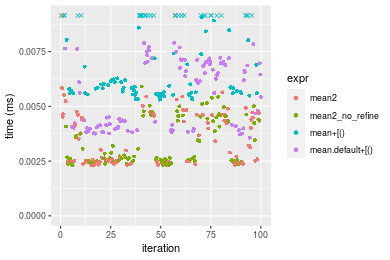 0.0075
0.0050
0.0025
0.0000
time (ms)
0
25
50
75
100
iteration
expr
mean2
mean2_no_refine
mean+[()
mean.default+[()